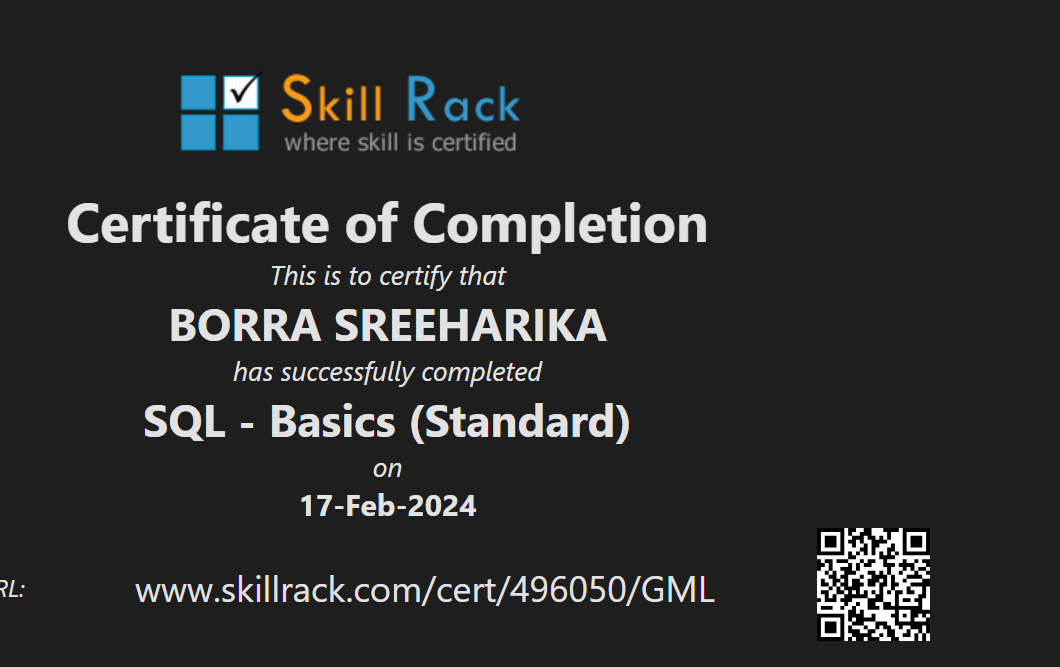 Skill Rack
where skill is certified
Certificate of Completion
This is to certify that
BORRA SREEHARIKA
has successfully completed
SQL - Basics (Standard)
on
17-Feb-2024
RL: www.skillrack.com/cert/496050/GML